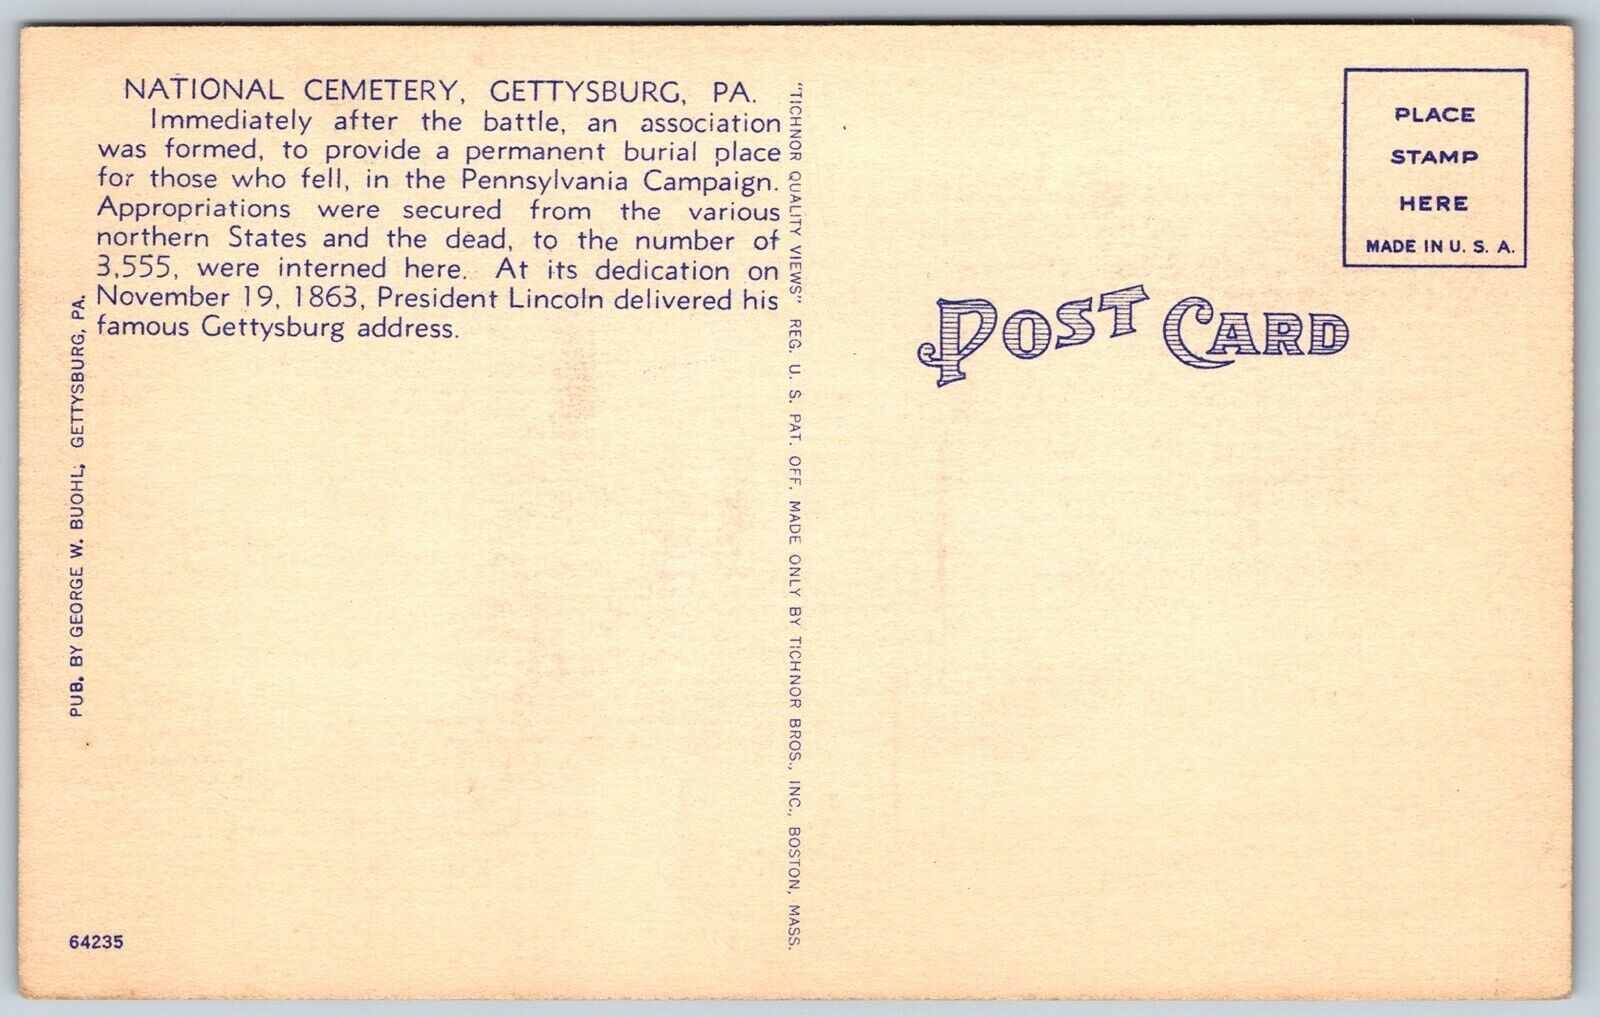 NATIONAL CEMETERY, GETTYSBURG, PA.
Immediately after the battle, an association
was formed, to provide a permanent burial place
for those who fell, in the Pennsylvania Campaign.
Appropriations were secured from the various
northern States and the dead, to the number of
3,555, were interned here. At its dedication on
November 19, 1863, President Lincoln delivered his
famous Gettysburg address.
PUB. BY GEORGE W. BUOHL, GETTYSBURG, PA.
64235
"TICHNOR QUALITY VIEWS" REG. U. S. PAT. OFF. MADE ONLY BY TICHNOR BROS., INC., BOSTON, MASS.
POST CARD
PLACE
STAMP
HERE
MADE IN U. S. A.